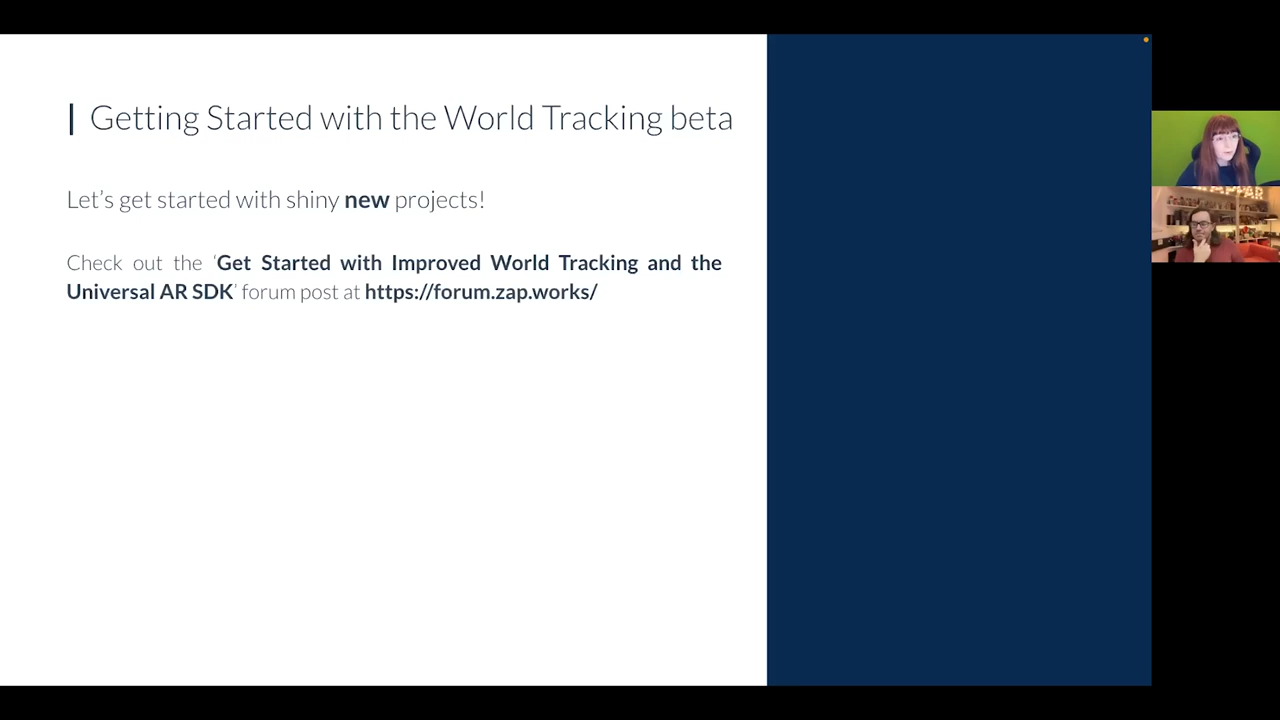 | Getting Started with the World Tracking beta
Let’s get started with shiny new projects!
Check out the ‘Get Started with Improved World Tracking and the
Universal AR SDK’ forum post at https://forum.zap.works/
ZAPPAR